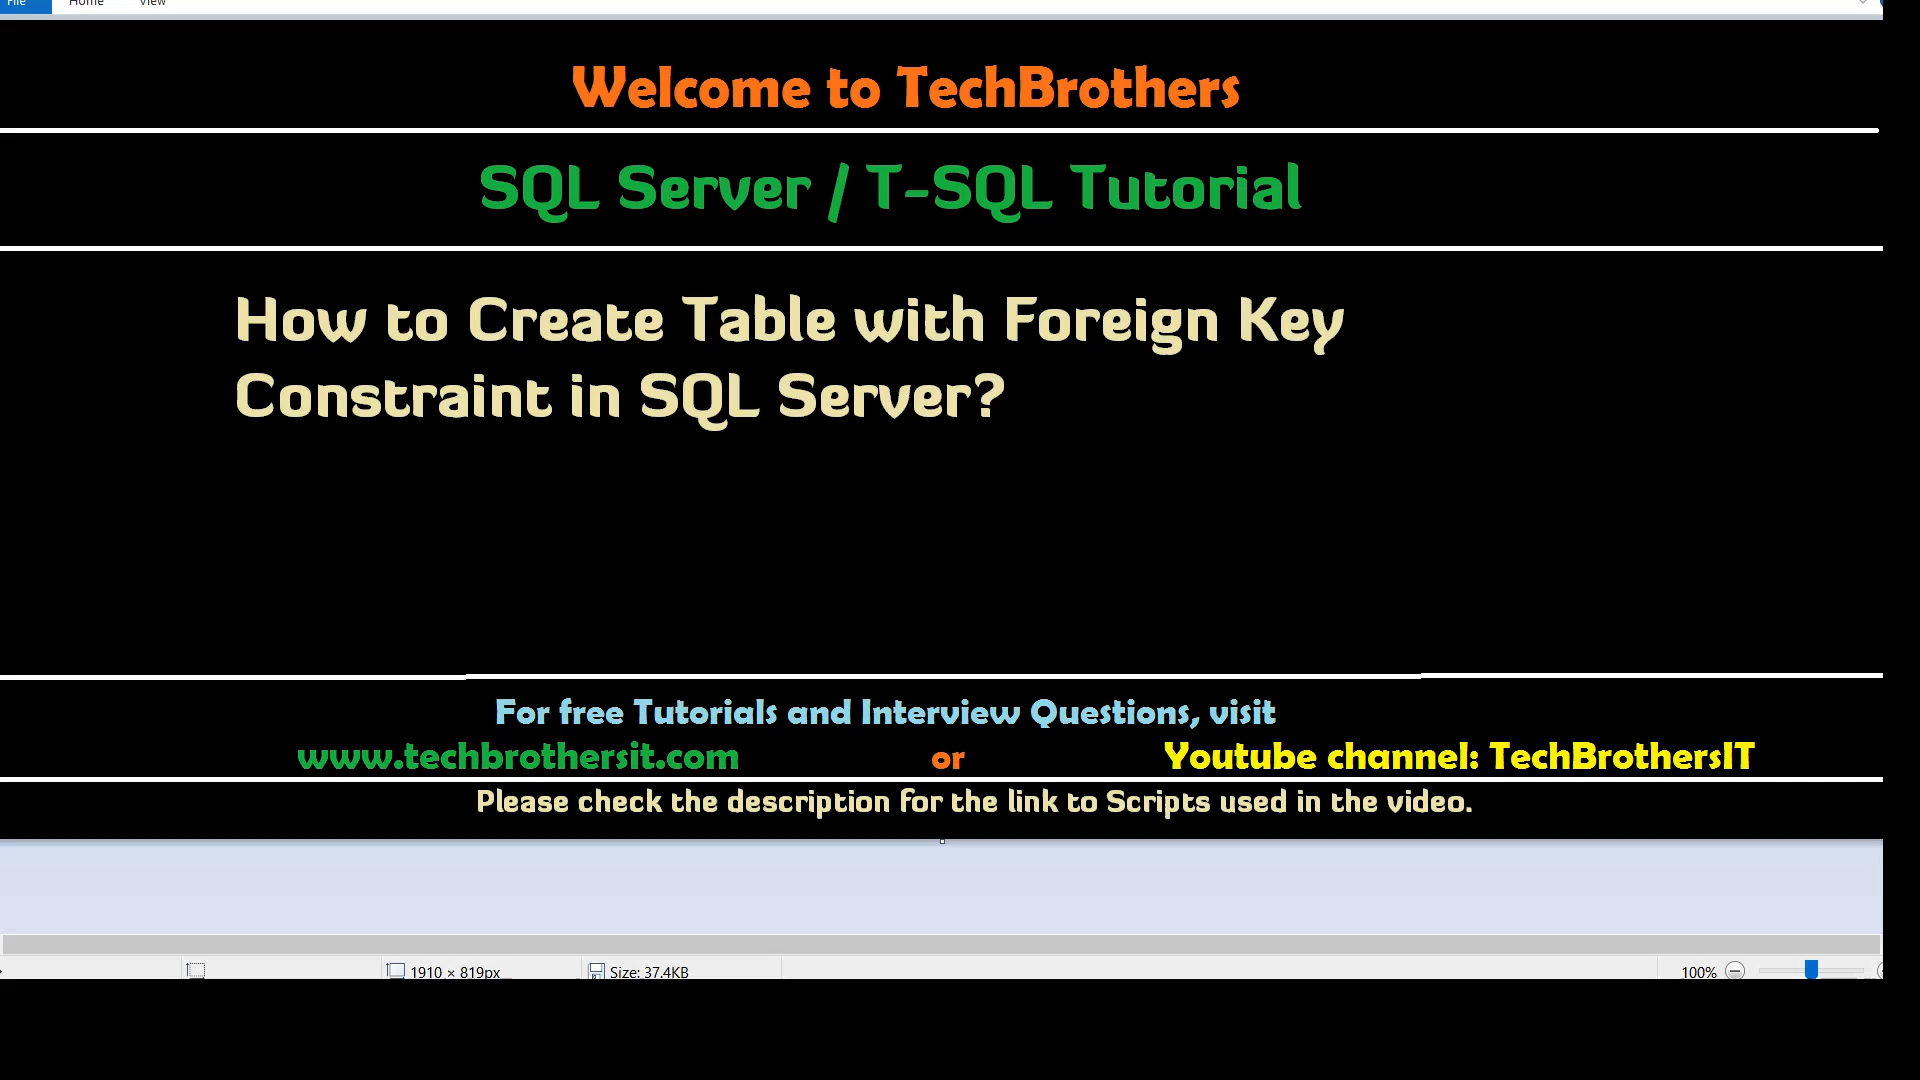 File Home View
Welcome to TechBrothers
SQL Server / T-SQL Tutorial
How to Create Table with Foreign Key
Constraint in SQL Server?
For free Tutorials and Interview Questions, visit
www.techbrothersit.com or Youtube channel: TechBrothersIT
Please check the description for the link to Scripts used in the video.
1910 × 819px Size: 37.4KB 100%